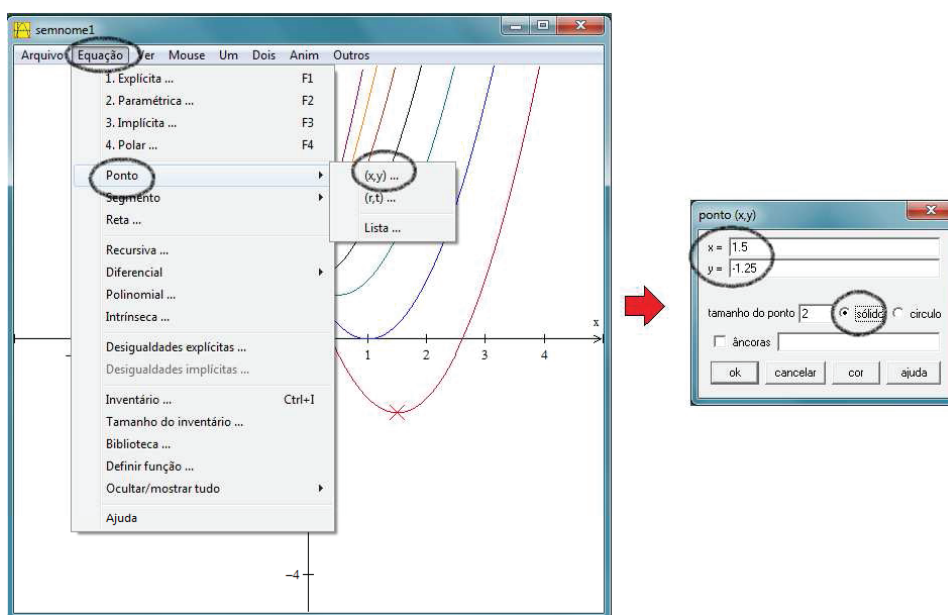 semnome1
Arquivo Equação Ver Mouse Um Dois Anim Outros
1. Explícita ... F1
2. Paramétrica ... F2
3. Implícita ... F3
4. Polar ... F4
Ponto
Segmento
Reta ...
Recursiva ...
Diferencial
Polinomial ...
Intrínseca ...
Desigualdades explícitas ...
Desigualdades implícitas ...
Inventário ... Ctrl+I
Tamanho do inventário ...
Biblioteca ...
Definir função ...
Ocultar/mostrar tudo
Ajuda
(x,y) ...
(r,t) ...
Lista ...
x
1 2 3 4
-4
ponto (x,y)
x = 1.5
y = -1.25
tamanho do ponto 2 sólido circulo
âncoras
ok cancelar cor ajuda